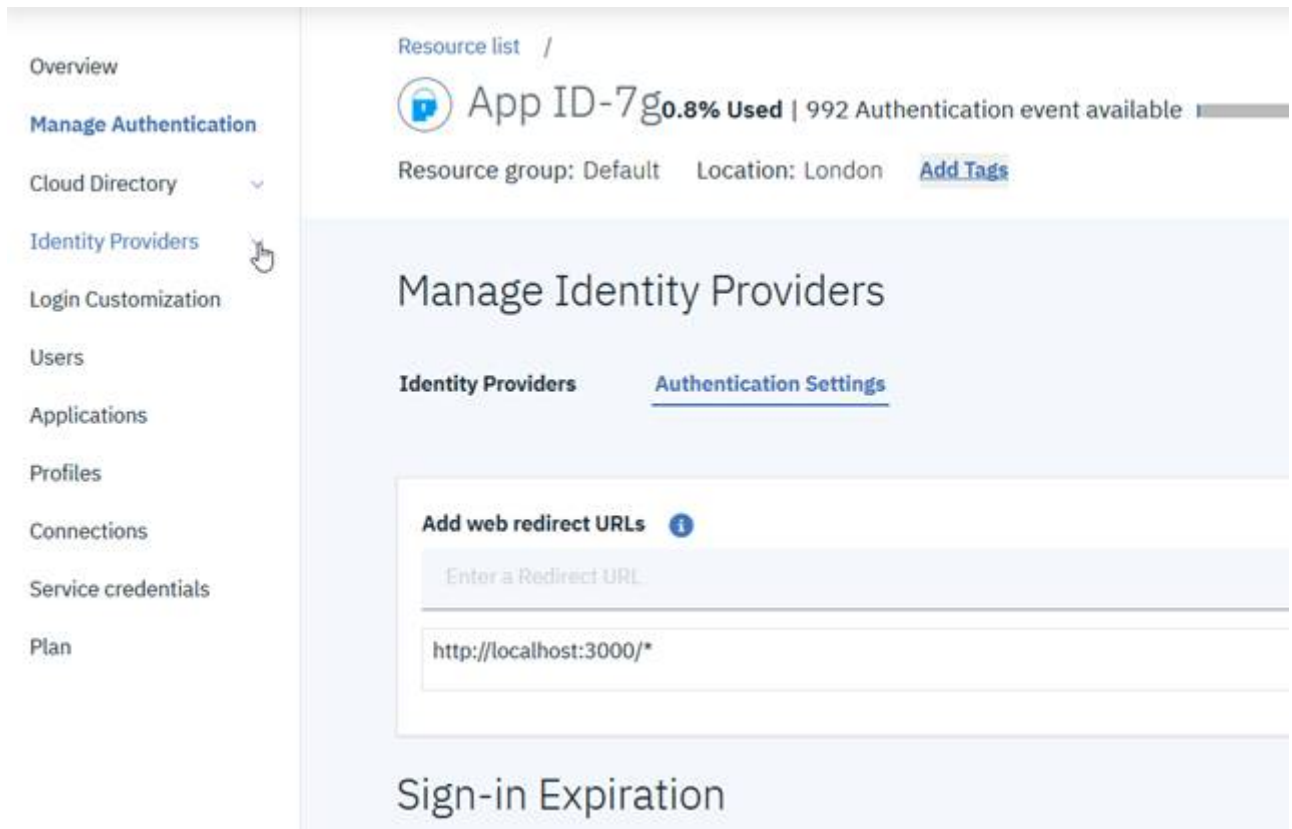 Overview
Manage Authentication
Cloud Directory
Identity Providers
Login Customization
Users
Applications
Profiles
Connections
Service credentials
Plan
Resource list /
App ID-7g 0.8% Used | 992 Authentication event available
Resource group: Default Location: London Add Tags
Manage Identity Providers
Identity Providers Authentication Settings
Add web redirect URLs
Enter a Redirect URL
http://localhost:3000/*
Sign-in Expiration